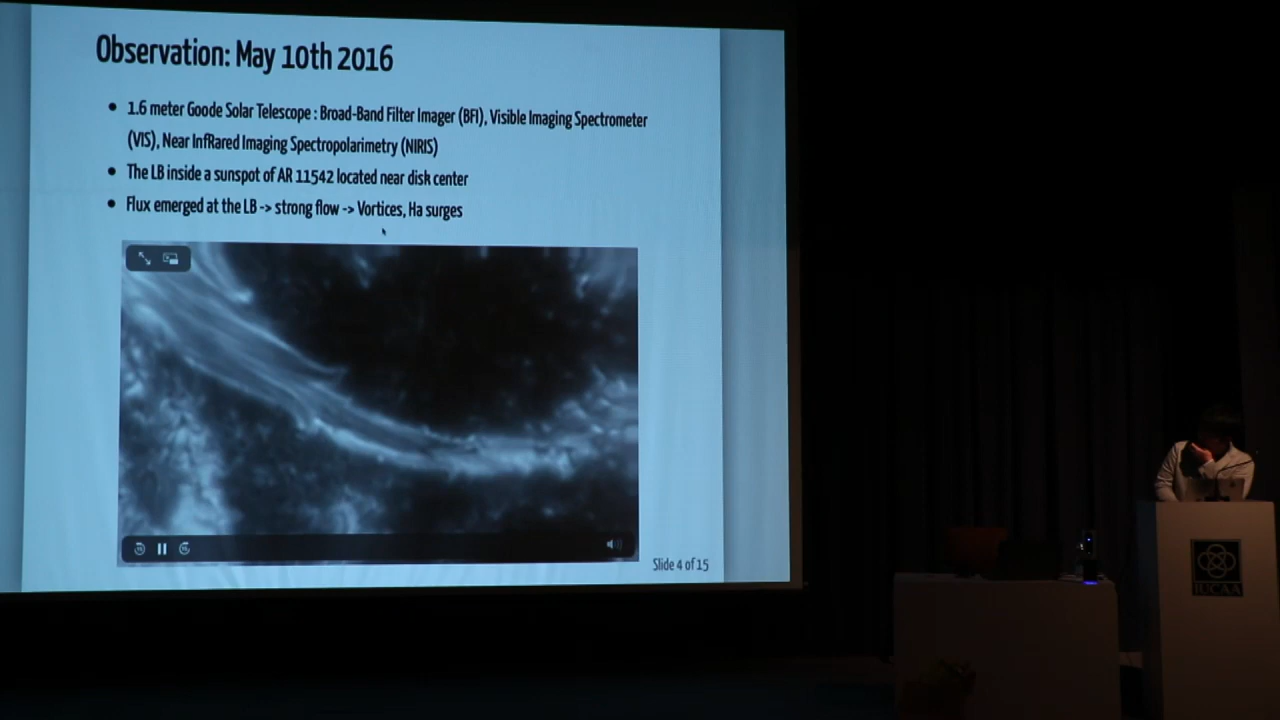 Observation: May 10th 2016
• 1.6 meter Goode Solar Telescope : Broad-Band Filter Imager (BFI), Visible Imaging Spectrometer
(VIS), Near InfRared Imaging Spectropolarimetry (NIRIS)
• The LB inside a sunspot of AR 11542 located near disk center
• Flux emerged at the LB -> strong flow -> Vortices, Ha surges
Slide 4 of 15
IUCAA